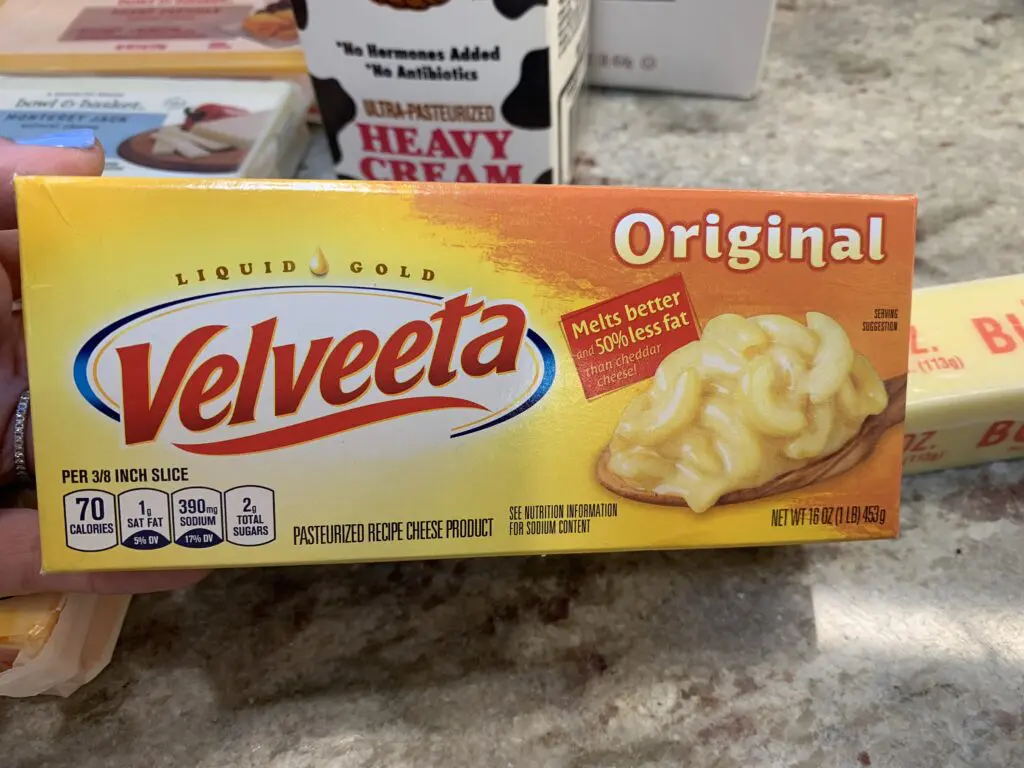 *No Hormones Added
*No Antibiotics
ULTRA-PASTEURIZED
HEAVY
CREAM
bowl & basket
MONTEREY JACK
Original
LIQUID GOLD
Velveeta
Melts better
and 50% less fat
than cheddar
cheese!
SERVING
SUGGESTION
PER 3/8 INCH SLICE
70
CALORIES
1g
SAT FAT
5% DV
390mg
SODIUM
17% DV
2g
TOTAL
SUGARS
PASTEURIZED RECIPE CHEESE PRODUCT
SEE NUTRITION INFORMATION
FOR SODIUM CONTENT
NET WT 16 OZ (1 LB) 453g
Z.
(113g)
OZ.